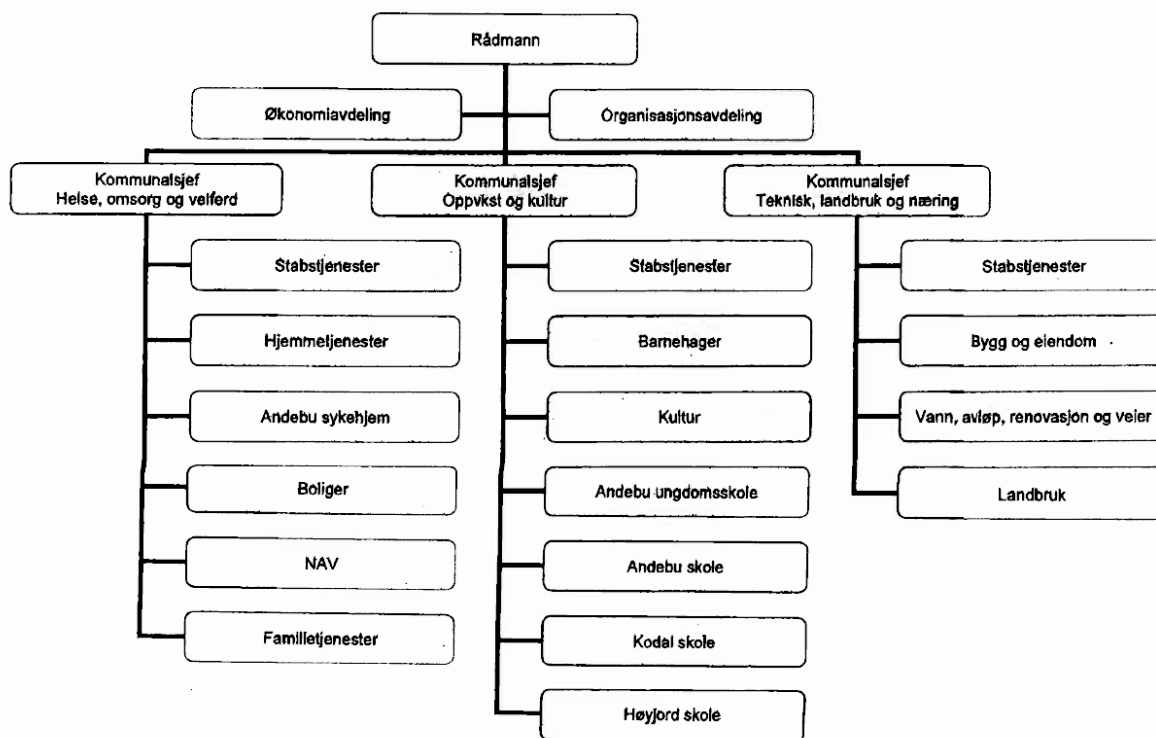 Rådmann
Økonomiavdeling
Organisasjonsavdeling
Kommunalsjef
Helse, omsorg og velferd
Kommunalsjef
Oppvkst og kultur
Kommunalsjef
Teknisk, landbruk og næring
Stabstjenester
Hjemmetjenester
Andebu sykehjem
Boliger
NAV
Familietjenester
Stabstjenester
Barnehager
Kultur
Andebu ungdomsskole
Andebu skole
Kodal skole
Høyjord skole
Stabstjenester
Bygg og eiendom
Vann, avløp, renovasjon og veier
Landbruk